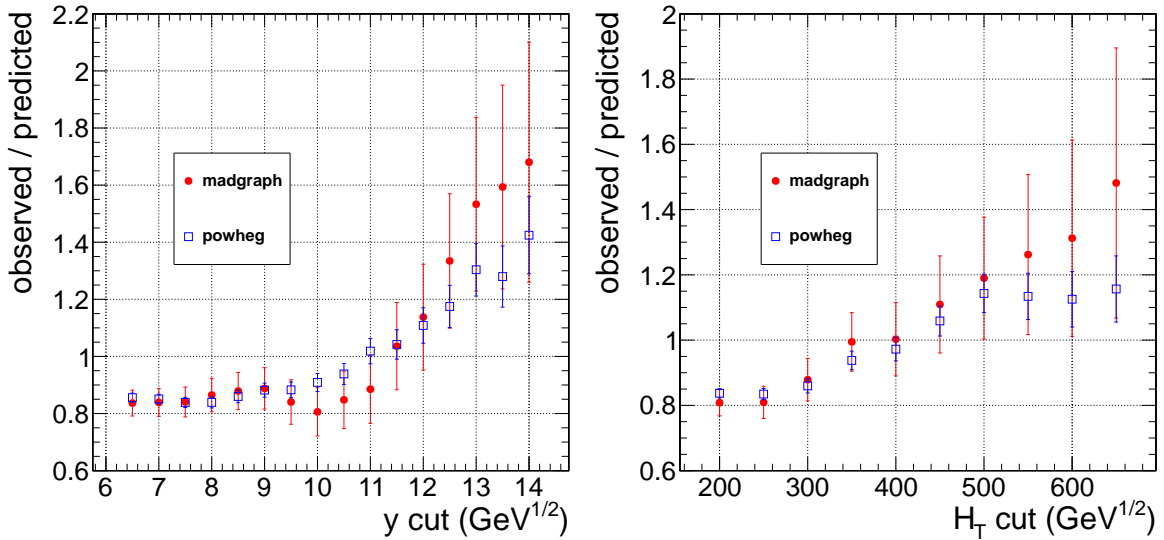 observed / predicted
2.2
2
1.8
1.6
1.4
1.2
1
0.8
0.6
madgraph
powheg
6 7 8 9 10 11 12 13 14
y cut (GeV^{1/2})
observed / predicted
2
1.8
1.6
1.4
1.2
1
0.8
0.6
madgraph
powheg
200 300 400 500 600
H_T cut (GeV^{1/2})